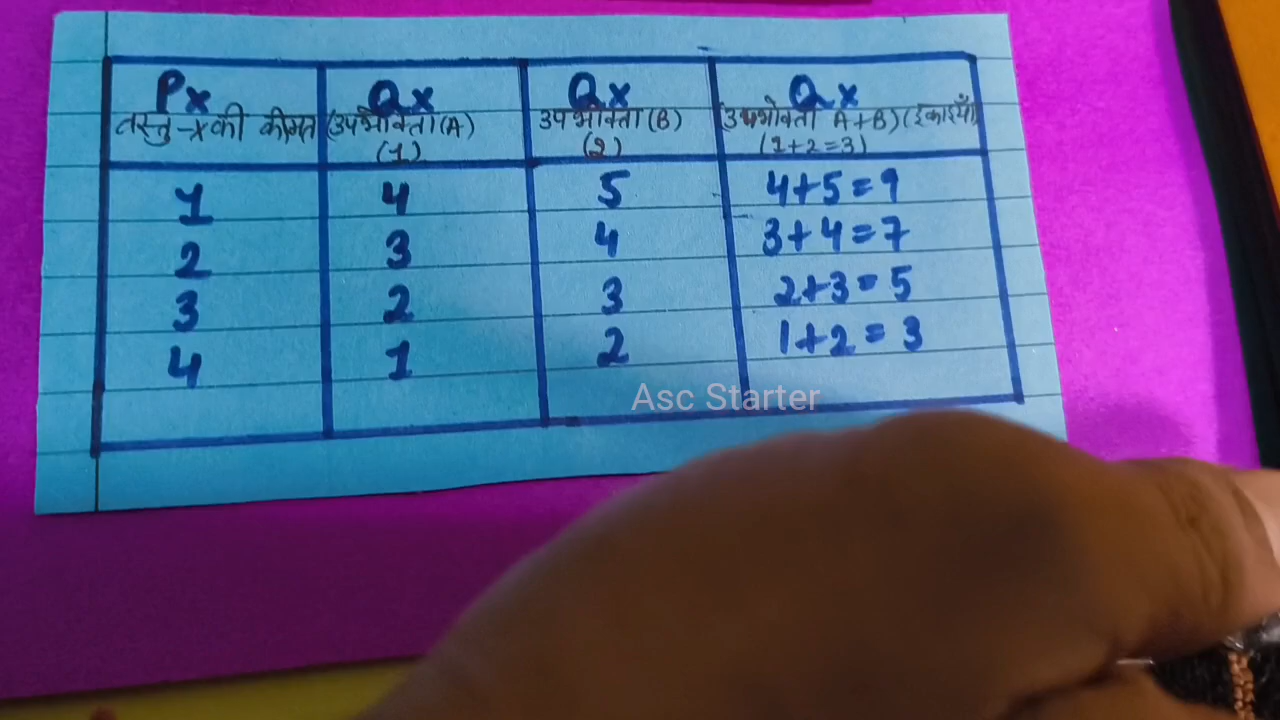 Px Qx Qx Qx
वस्तु-xकी कीमत (उपभोक्ता(A) उपभोक्ता(B) (उपभोक्ता A+B)(इकाइयाँ)
(1) (2) (1+2=3)
1 4 5 4+5=9
2 3 4 3+4=7
3 2 3 2+3=5
4 1 2 1+2=3
Asc Starter